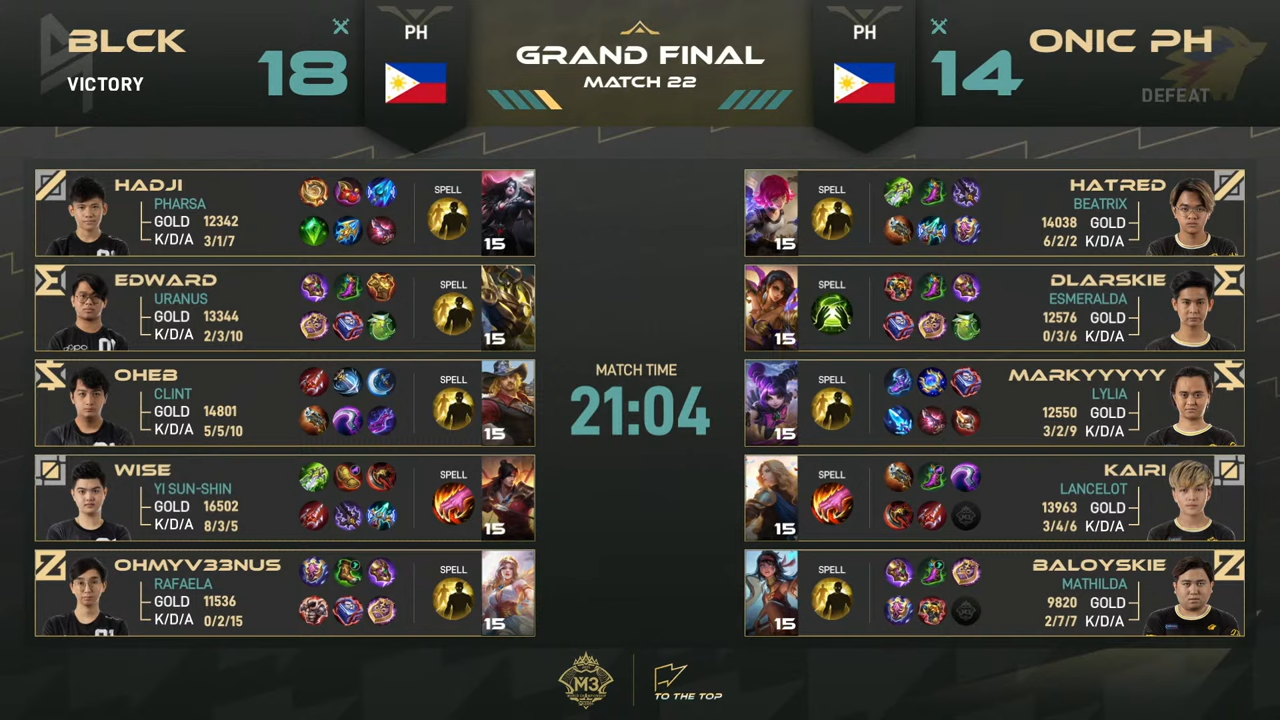 BLCK
VICTORY
18
PH
GRAND FINAL
MATCH 22
PH
14
ONIC PH
DEFEAT
HADJI
PHARSA
GOLD 12342
K/D/A 3/1/7
SPELL
15
EDWARD
URANUS
GOLD 13344
K/D/A 2/3/10
SPELL
15
OHEB
CLINT
GOLD 14801
K/D/A 5/5/10
SPELL
15
WISE
YI SUN-SHIN
GOLD 16502
K/D/A 8/3/5
SPELL
15
OHMYV33NUS
RAFAELA
GOLD 11536
K/D/A 0/2/15
SPELL
15
MATCH TIME
21:04
15
SPELL
HATRED
BEATRIX
14038 GOLD
6/2/2 K/D/A
15
SPELL
DLARSKIE
ESMERALDA
12576 GOLD
0/3/6 K/D/A
15
SPELL
MARKYYYYY
LYLIA
12550 GOLD
3/2/9 K/D/A
15
SPELL
KAIRI
LANCELOT
13963 GOLD
3/4/6 K/D/A
15
SPELL
BALOYSKIE
MATHILDA
9820 GOLD
2/7/7 K/D/A
M3
TO THE TOP